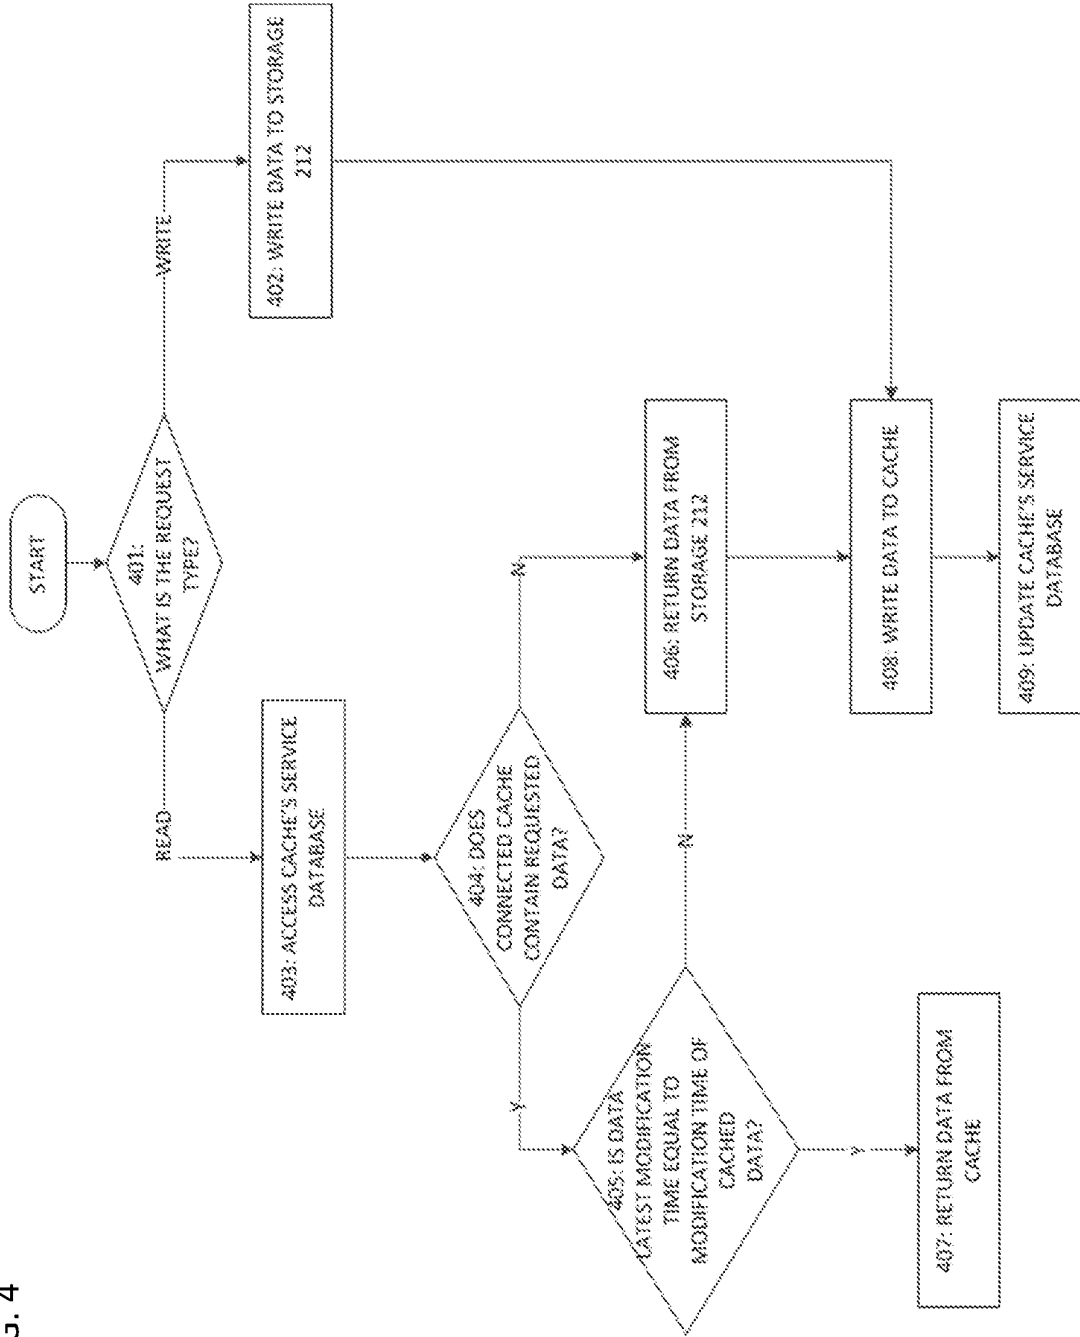 START
401:
WHAT IS THE REQUEST
TYPE?
READ
WRITE
402: WRITE DATA TO STORAGE
212
403: ACCESS CACHE'S SERVICE
DATABASE
404: DOES
CONNECTED CACHE
CONTAIN REQUESTED
DATA?
Y
N
405: IS DATA
LATEST MODIFICATION
TIME EQUAL TO
MODIFICATION TIME OF
CACHED
DATA?
N
Y
406: RETURN DATA FROM
STORAGE 212
407: RETURN DATA FROM
CACHE
408: WRITE DATA TO CACHE
409: UPDATE CACHE'S SERVICE
DATABASE
G. 4